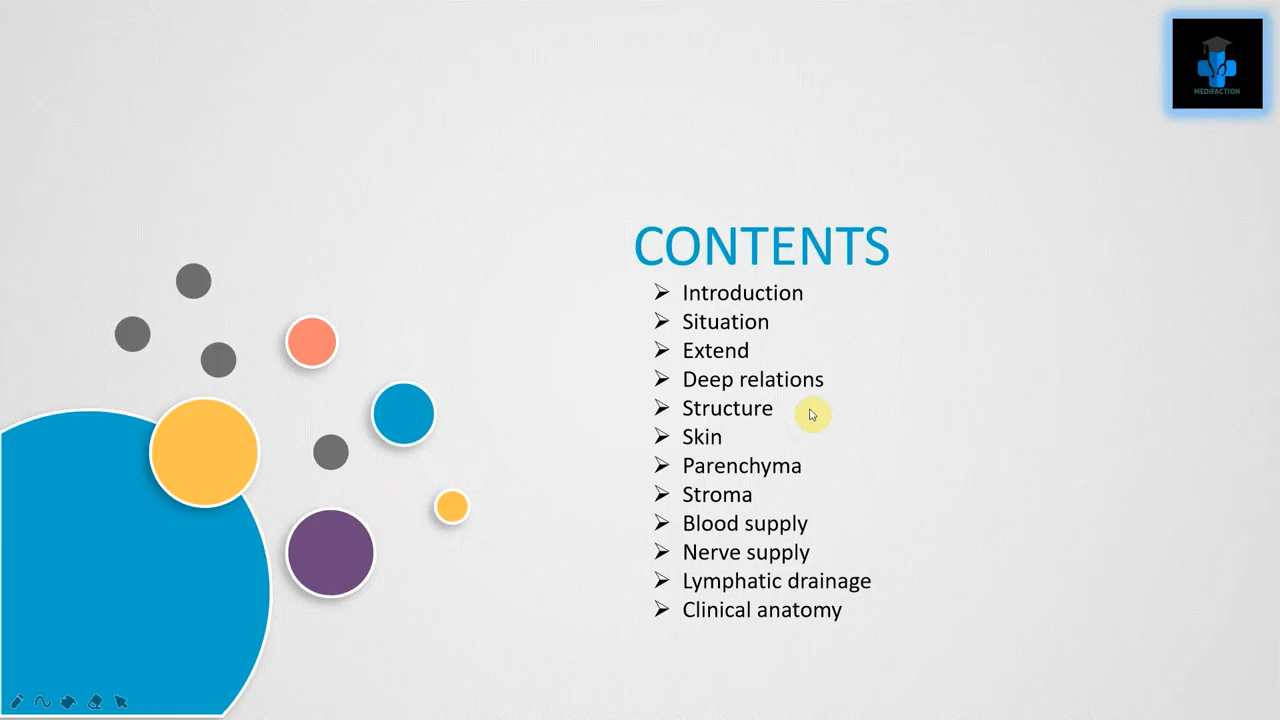 MEDIFACTION
CONTENTS
Introduction
Situation
Extend
Deep relations
Structure
Skin
Parenchyma
Stroma
Blood supply
Nerve supply
Lymphatic drainage
Clinical anatomy